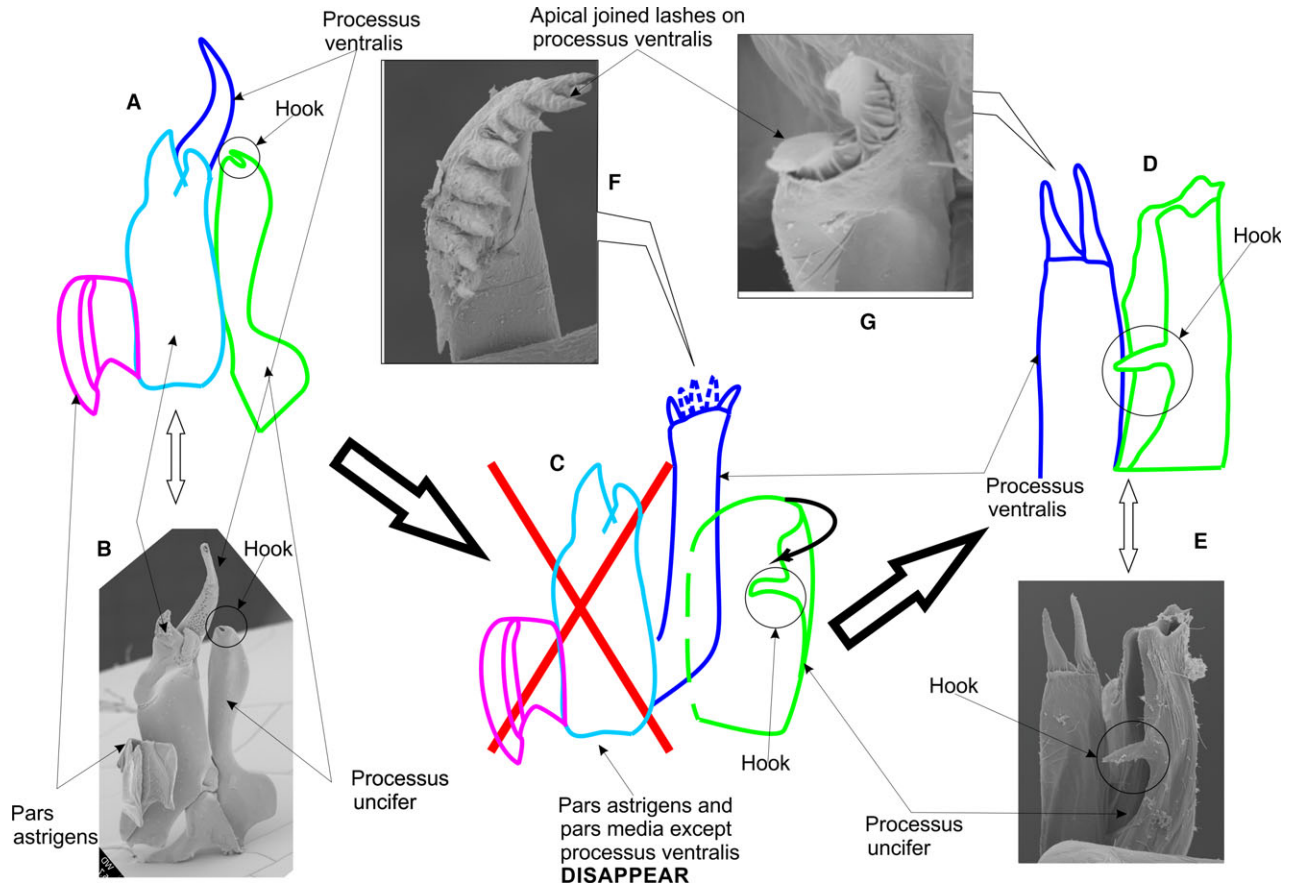 Processus
ventralis
Apical joined lashes on
processus ventralis
A
Hook
F
D
Hook
G
C
Processus
ventralis
E
B
Hook
Hook
Hook
Pars
astrigens
Processus
uncifer
Pars astrigens and
pars media except
processus ventralis
DISAPPEAR
Processus
uncifer